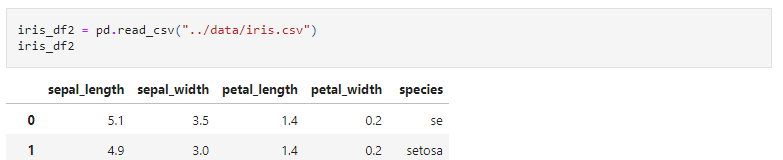 iris_df2 = pd.read_csv("../data/iris.csv")
iris_df2
sepal_length sepal_width petal_length petal_width species
0 5.1 3.5 1.4 0.2 se
1 4.9 3.0 1.4 0.2 setosa